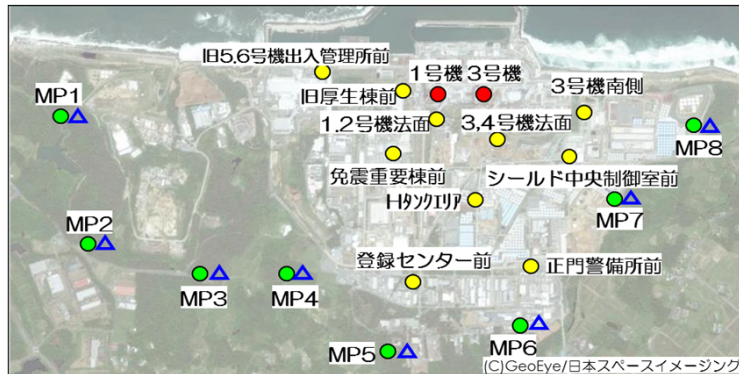 旧5.6号機出入管理所前
1号機 3号機
3号機南側
MP1
旧厚生棟前
1.2号機法面
3,4号機法面
MP8
免震重要棟前
シールド中央制御室前
Hタンクエリア
MP7
MP2
登録センター前
正門警備所前
MP3
MP4
MP5
MP6
(C)GeoEye/日本スペースイメージング